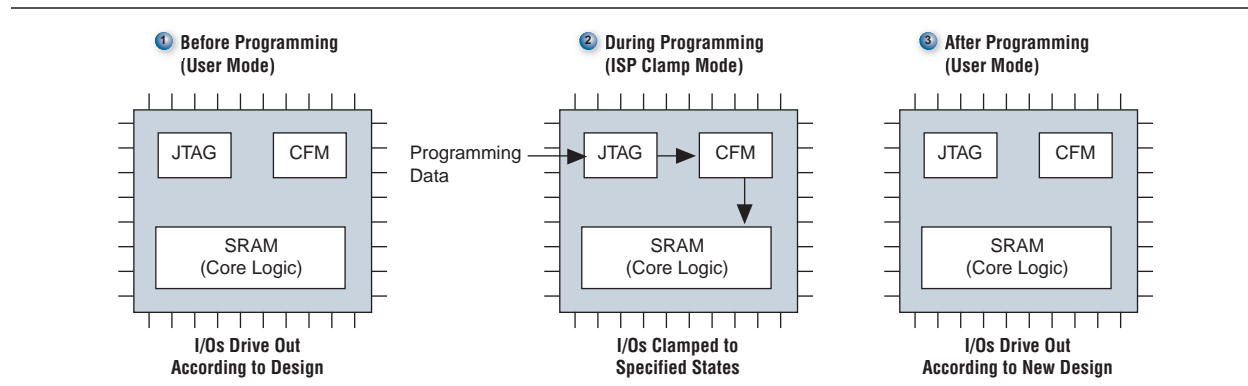 1 Before Programming
(User Mode)
JTAG
CFM
SRAM
(Core Logic)
I/Os Drive Out
According to Design
2 During Programming
(ISP Clamp Mode)
Programming
Data
JTAG
CFM
SRAM
(Core Logic)
I/Os Clamped to
Specified States
3 After Programming
(User Mode)
JTAG
CFM
SRAM
(Core Logic)
I/Os Drive Out
According to New Design